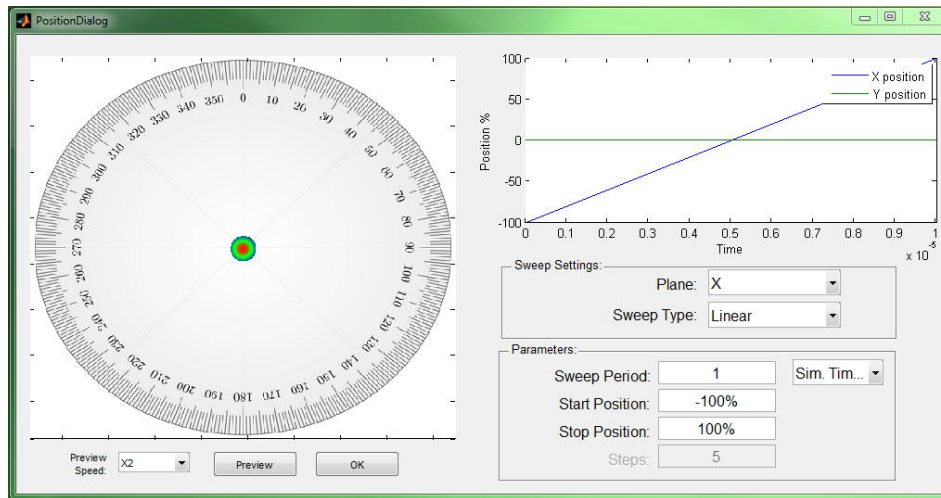 PositionDialog
350 0 10
340 20
330 30
320 40
310 50
300 60
290 70
280 80
270 90
260 100
250 110
240 120
230 130
220 140
210 150
200 160
190 180 170
Preview
Speed:
X2
Preview
OK
100
50
0
-50
-100
Position %
X position
Y position
0 0.1 0.2 0.3 0.4 0.5 0.6 0.7 0.8 0.9 1
Time
x 10
-5
Sweep Settings:
Plane: X
Sweep Type: Linear
Parameters:
Sweep Period: 1 Sim. Tim...
Start Position: -100%
Stop Position: 100%
Steps: 5